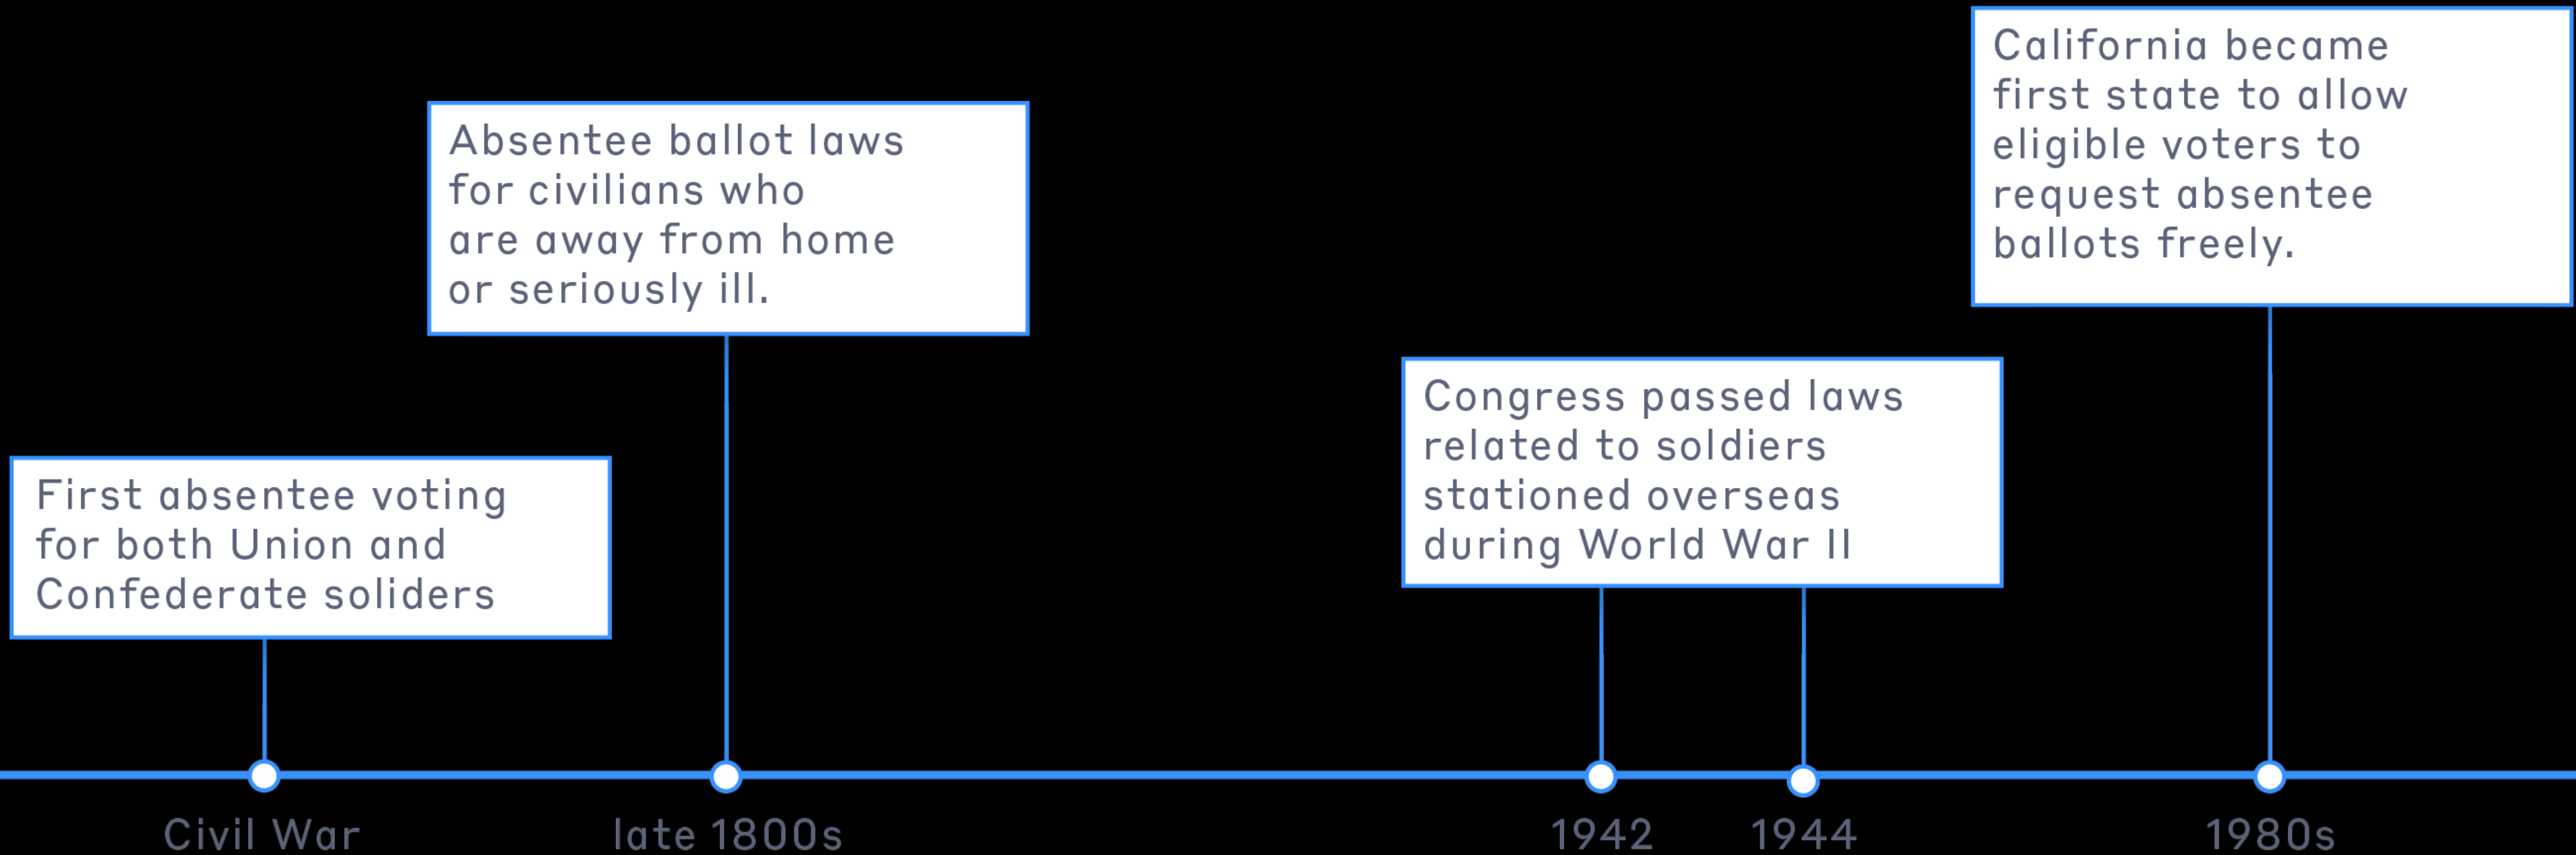 First absentee voting
for both Union and
Confederate soliders
Absentee ballot laws
for civilians who
are away from home
or seriously ill.
Congress passed laws
related to soldiers
stationed overseas
during World War II
California became
first state to allow
eligible voters to
request absentee
ballots freely.
Civil War
late 1800s
1942
1944
1980s